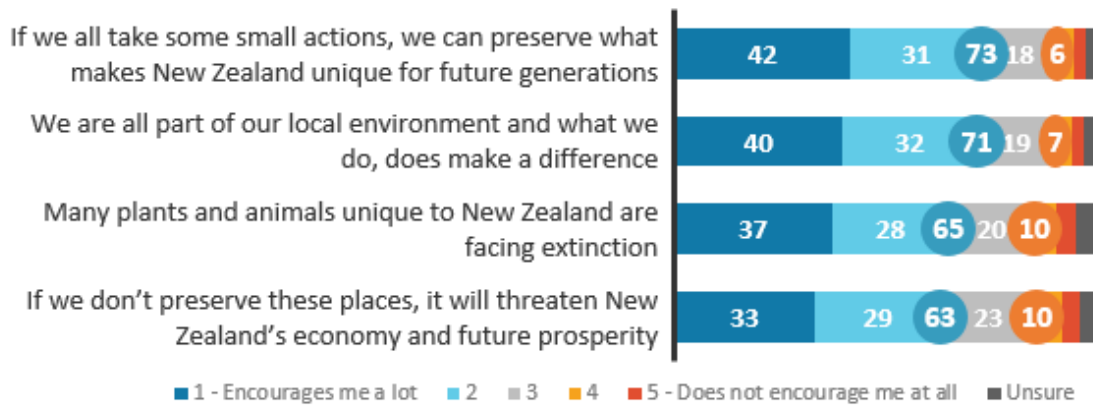 If we all take some small actions, we can preserve what
makes New Zealand unique for future generations
42 31 73 18 6
We are all part of our local environment and what we
do, does make a difference
40 32 71 19 7
Many plants and animals unique to New Zealand are
facing extinction
37 28 65 20 10
If we don’t preserve these places, it will threaten New
Zealand’s economy and future prosperity
33 29 63 23 10
1 - Encourages me a lot 2 3 4 5 - Does not encourage me at all Unsure